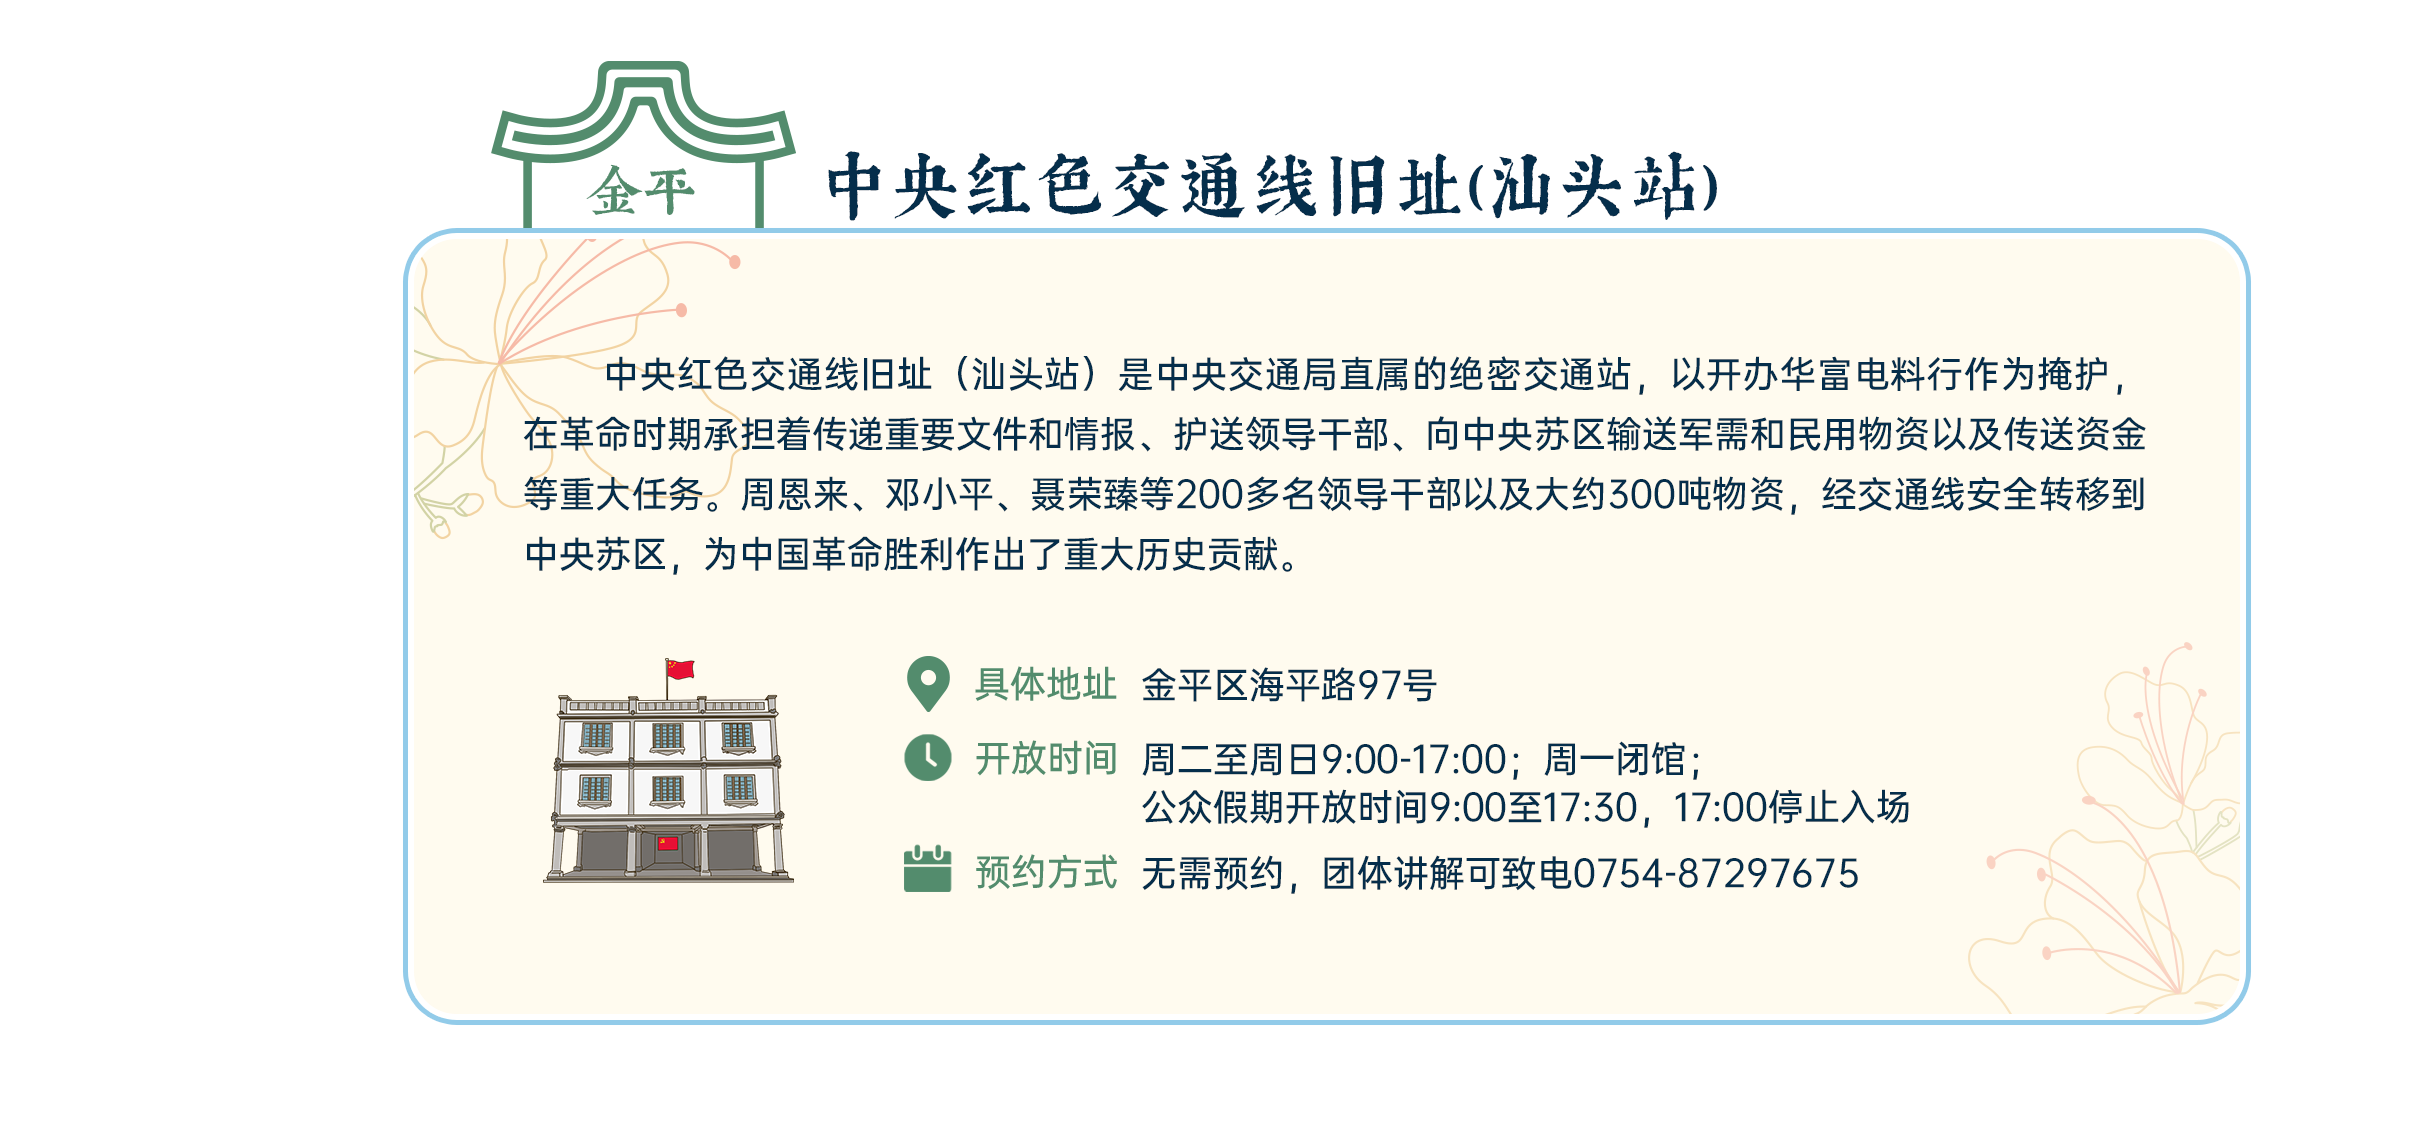 金平
中央红色交通线旧址(汕头站)
中央红色交通线旧址（汕头站）是中央交通局直属的绝密交通站，以开办华富电料行作为掩护，
在革命时期承担着传递重要文件和情报、护送领导干部、向中央苏区输送军需和民用物资以及传送资金
等重大任务。周恩来、邓小平、聂荣臻等200多名领导干部以及大约300吨物资，经交通线安全转移到
中央苏区，为中国革命胜利作出了重大历史贡献。
具体地址 金平区海平路97号
开放时间 周二至周日9:00-17:00；周一闭馆；
公众假期开放时间9:00至17:30，17:00停止入场
预约方式 无需预约，团体讲解可致电0754-87297675